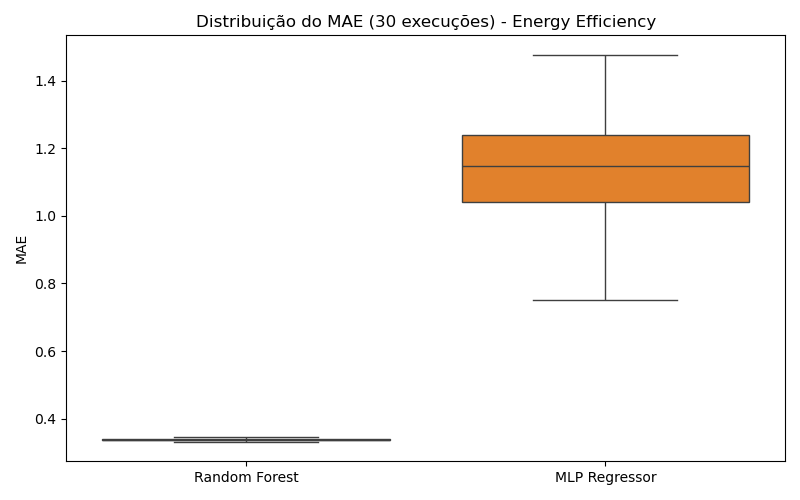 Distribuição do MAE (30 execuções) - Energy Efficiency
MAE
1.4
1.2
1.0
0.8
0.6
0.4
Random Forest
MLP Regressor